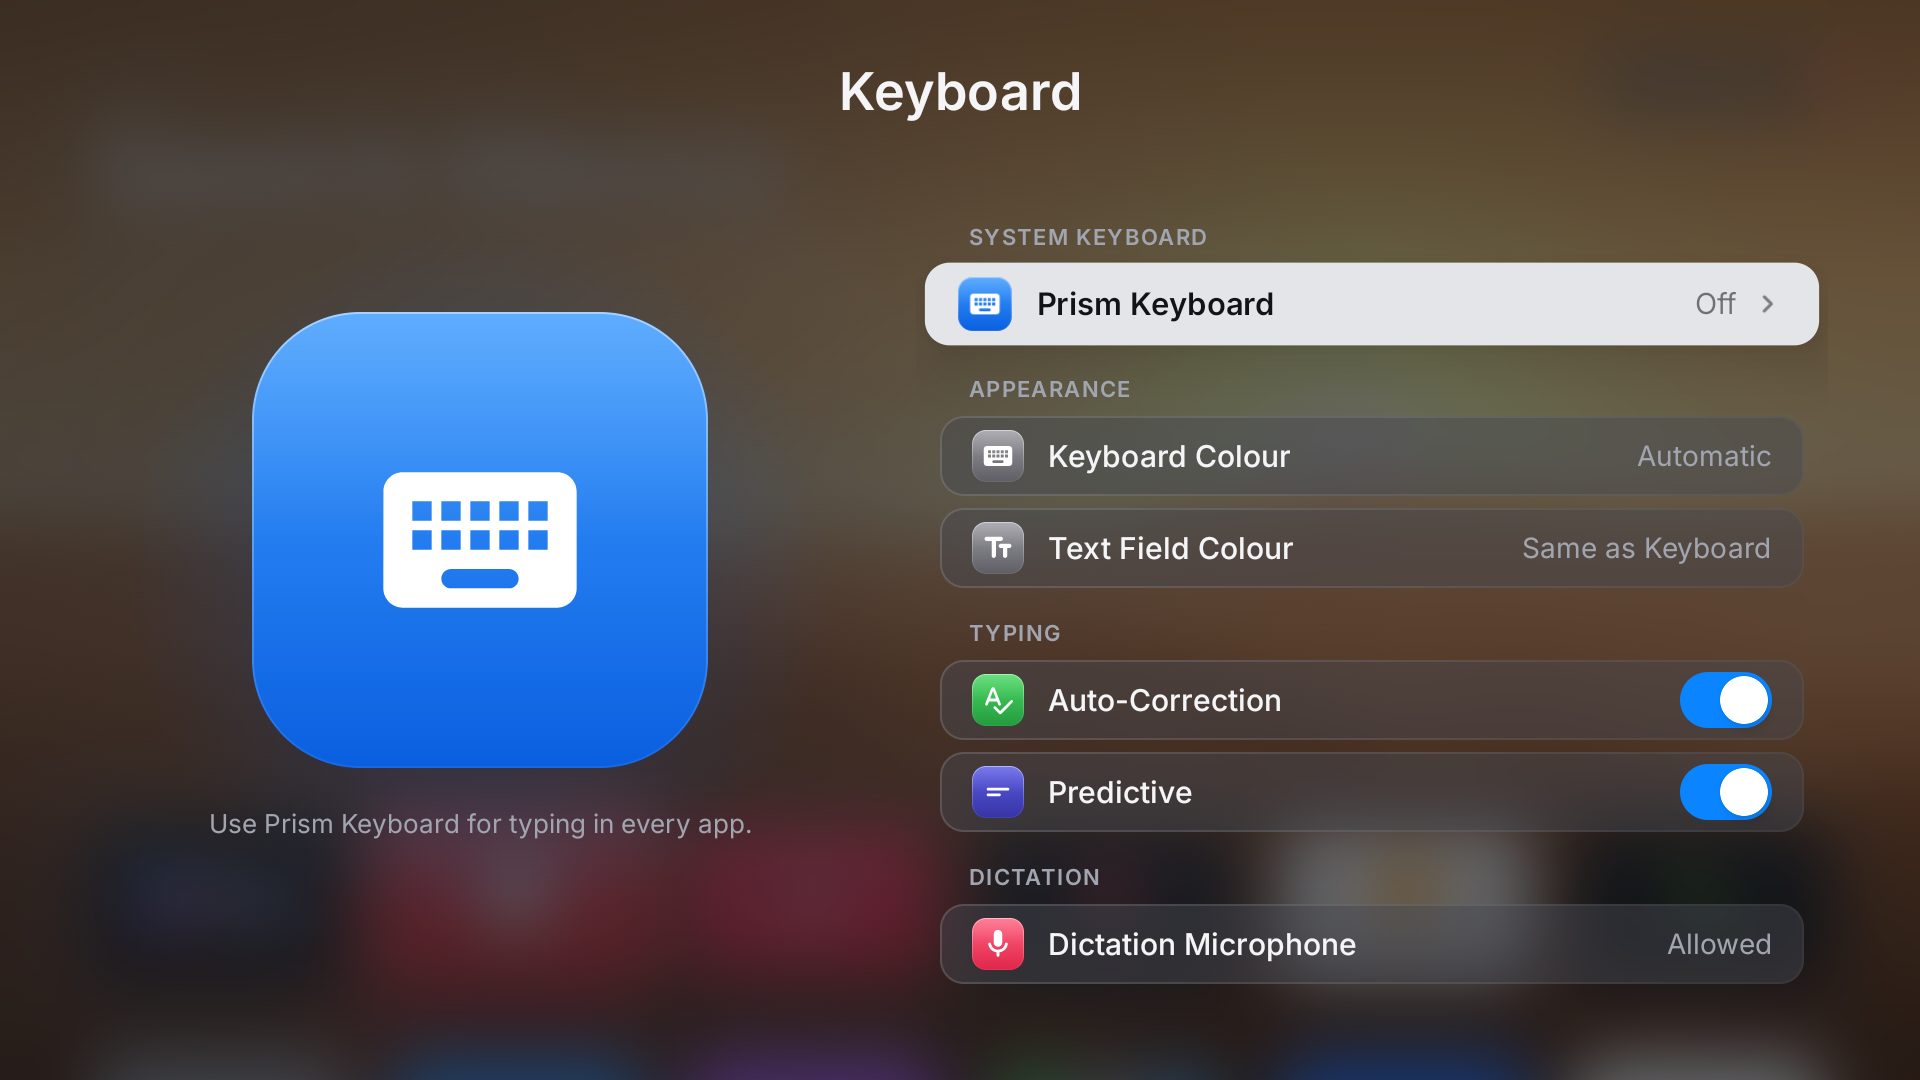 Keyboard
SYSTEM KEYBOARD
Prism Keyboard Off
APPEARANCE
Keyboard Colour Automatic
Text Field Colour Same as Keyboard
TYPING
Auto-Correction
Predictive
Use Prism Keyboard for typing in every app.
DICTATION
Dictation Microphone Allowed